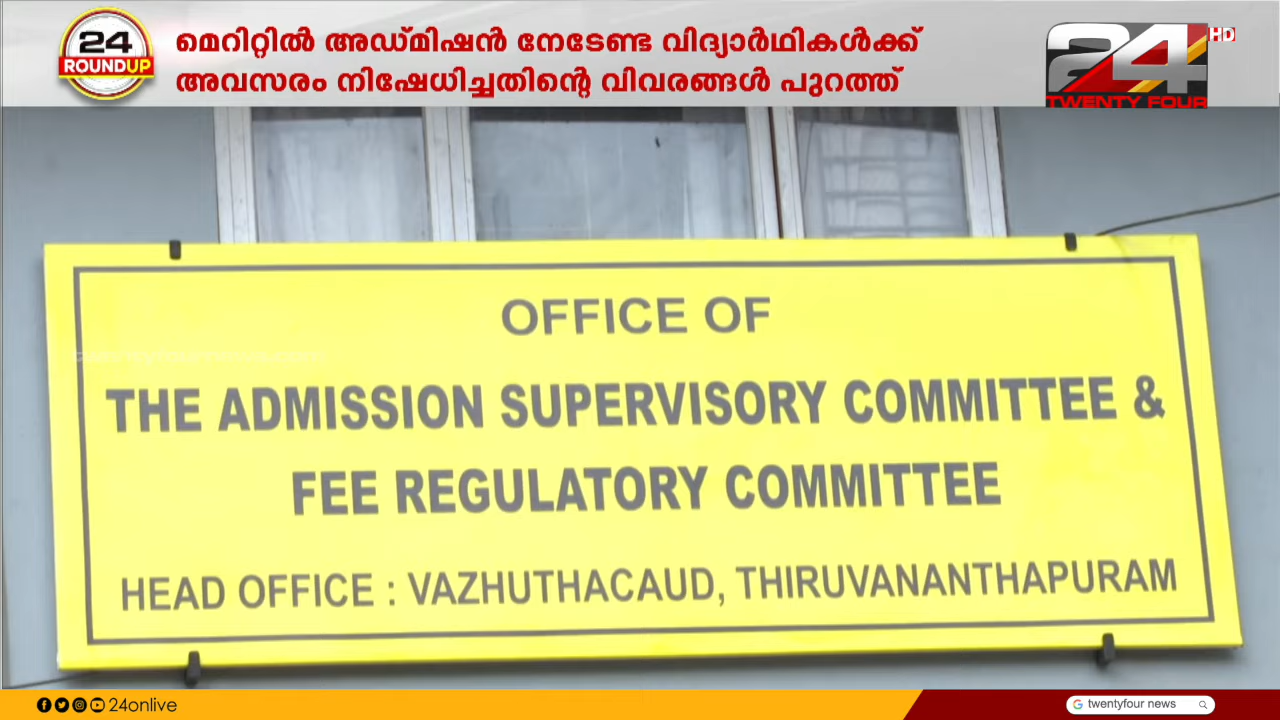 24
ROUNDUP
മെറിറ്റിൽ അഡ്മിഷൻ നേടേണ്ട വിദ്യാർഥികൾക്ക്
അവസരം നിഷേധിച്ചതിന്റെ വിവരങ്ങൾ പുറത്ത്
24
HD
TWENTY FOUR
OFFICE OF
THE ADMISSION SUPERVISORY COMMITTEE &
FEE REGULATORY COMMITTEE
HEAD OFFICE : VAZHUTHACAUD, THIRUVANANTHAPURAM
24onlive
twentyfour news